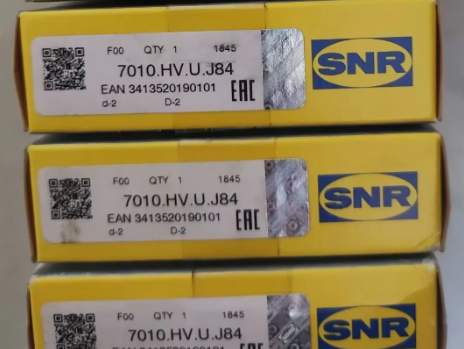 F00 QTY 1 1845
7010.HV.U.J84
EAN 3413520190101
d-2 D-2
EAC
SNR
F00 QTY 1 1845
7010.HV.U.J84
EAN 3413520190101
d-2 D-2
EAC
SNR
F00 QTY 1 1845
7010.HV.U.J84
SNR